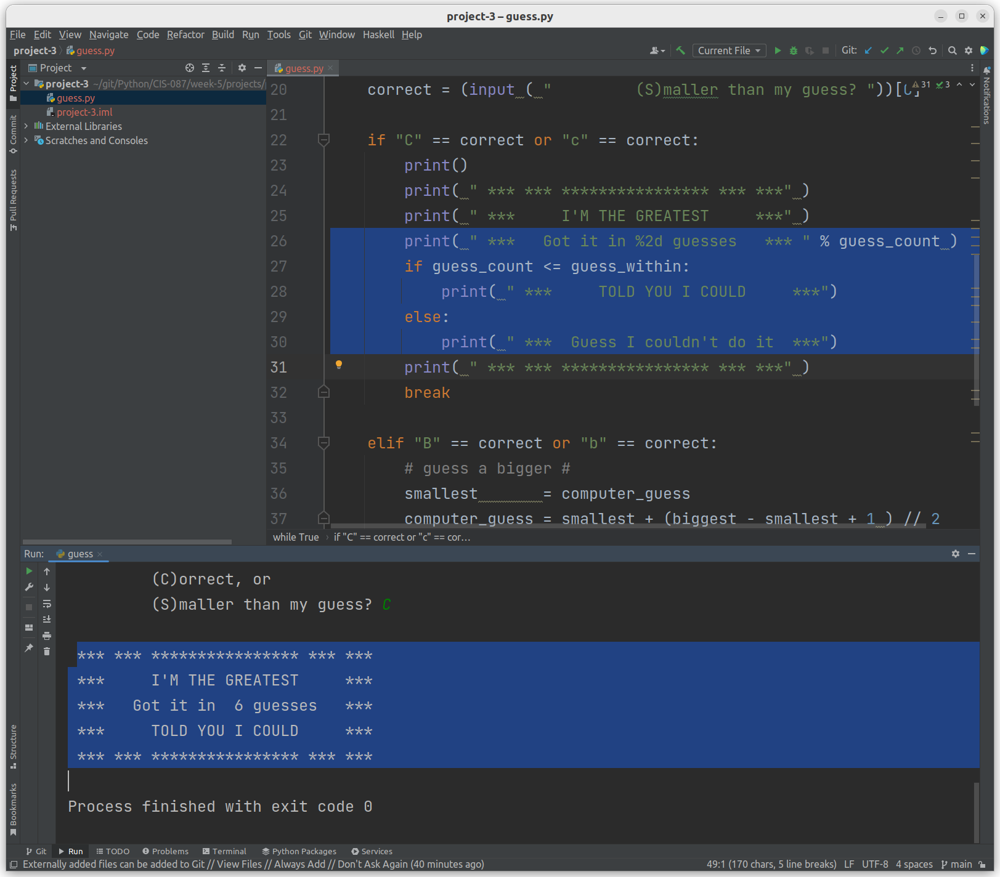 project-3 – guess.py
File Edit View Navigate Code Refactor Build Run Tools Git Window Haskell Help
project-3 guess.py
Current File
Git:
Project
guess.py
project-3 ~/git/Python/CIS-087/week-5/projects/
guess.py
project-3.iml
External Libraries
Scratches and Consoles
Project
Commit
Pull Requests
Structure
Bookmarks
Notifications
31 3
20 correct = (input ( "         (S)maller than my guess? "))[
21
22 if "C" == correct or "c" == correct:
23     print()
24     print( " *** *** **************** *** ***" )
25     print( " ***     I'M THE GREATEST     ***" )
26     print( " ***   Got it in %2d guesses   *** " % guess_count )
27     if guess_count <= guess_within:
28         print( " ***     TOLD YOU I COULD     ***")
29     else:
30         print( " ***  Guess I couldn't do it  ***")
31     print( " *** *** **************** *** ***" )
32     break
33
34 elif "B" == correct or "b" == correct:
35     # guess a bigger #
36     smallest       = computer_guess
37     computer_guess = smallest + (biggest - smallest + 1 ) // 2
while True › if "C" == correct or "c" == cor...
Run: guess
(C)orrect, or
(S)maller than my guess? C
*** *** **************** *** ***
***     I'M THE GREATEST     ***
***   Got it in  6 guesses   ***
***     TOLD YOU I COULD     ***
*** *** **************** *** ***
Process finished with exit code 0
Git Run TODO Problems Terminal Python Packages Services
Externally added files can be added to Git // View Files // Always Add // Don't Ask Again (40 minutes ago)
49:1 (170 chars, 5 line breaks) LF UTF-8 4 spaces main